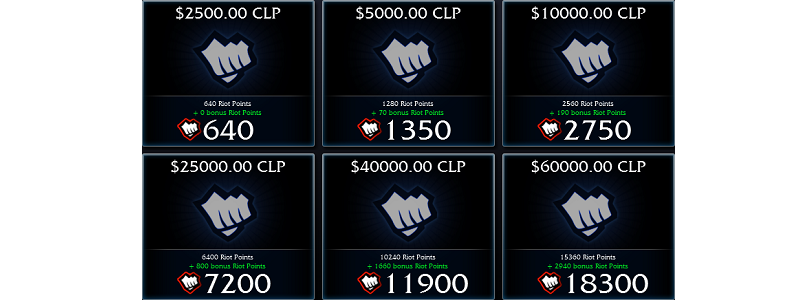 $2500.00 CLP
640 Riot Points
+ 0 bonus Riot Points
640
$5000.00 CLP
1280 Riot Points
+ 70 bonus Riot Points
1350
$10000.00 CLP
2560 Riot Points
+ 190 bonus Riot Points
2750
$25000.00 CLP
6400 Riot Points
+ 800 bonus Riot Points
7200
$40000.00 CLP
10240 Riot Points
+ 1660 bonus Riot Points
11900
$60000.00 CLP
15360 Riot Points
+ 2940 bonus Riot Points
18300